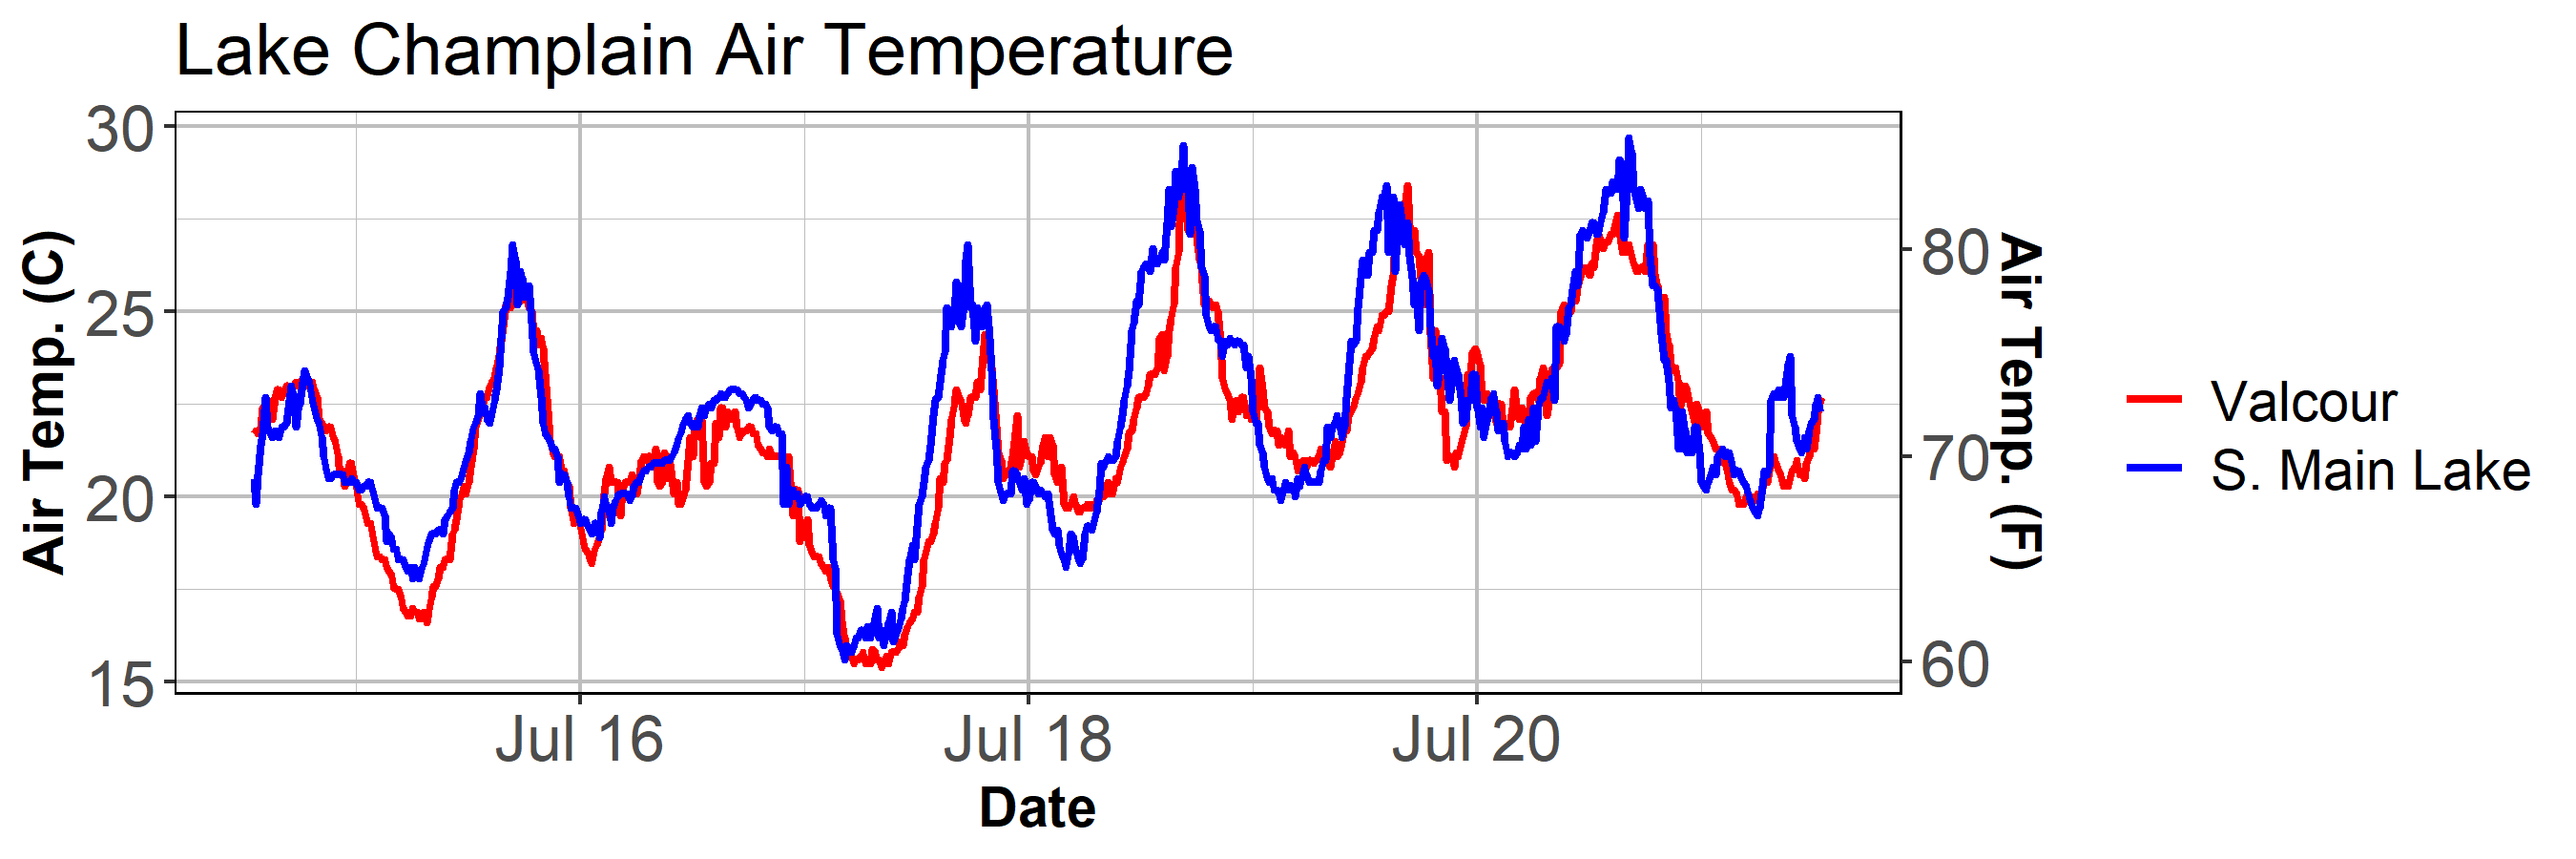 Lake Champlain Air Temperature
Air Temp. (C)
30
25
20
15
80
70
60
Air Temp. (F)
Jul 16
Jul 18
Jul 20
Date
Valcour
S. Main Lake